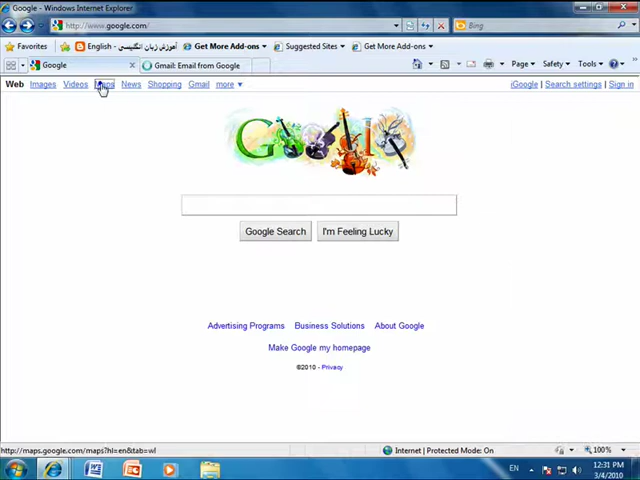 Google - Windows Internet Explorer
http://www.google.com/
Bing
Favorites English - آموزش زبان انگلیسی Get More Add-ons Suggested Sites Get More Add-ons
Google Gmail: Email from Google Page Safety Tools
Web Images Videos Maps News Shopping Gmail more iGoogle | Search settings | Sign in
Google Search I'm Feeling Lucky
Advertising Programs Business Solutions About Google
Make Google my homepage
©2010 - Privacy
http://maps.google.com/maps?hl=en&tab=wl Internet | Protected Mode: On 100%
EN 12:31 PM
3/4/2010